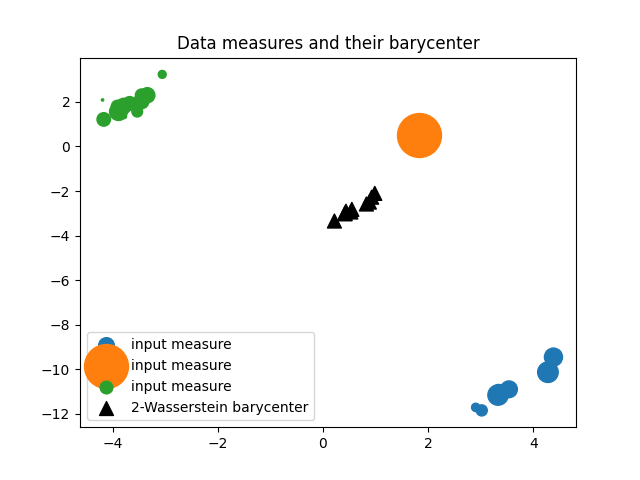 Data measures and their barycenter
2
0
−2
−4
−6
−8
−10
−12
input measure
input measure
input measure
2-Wasserstein barycenter
−4
−2
0
2
4